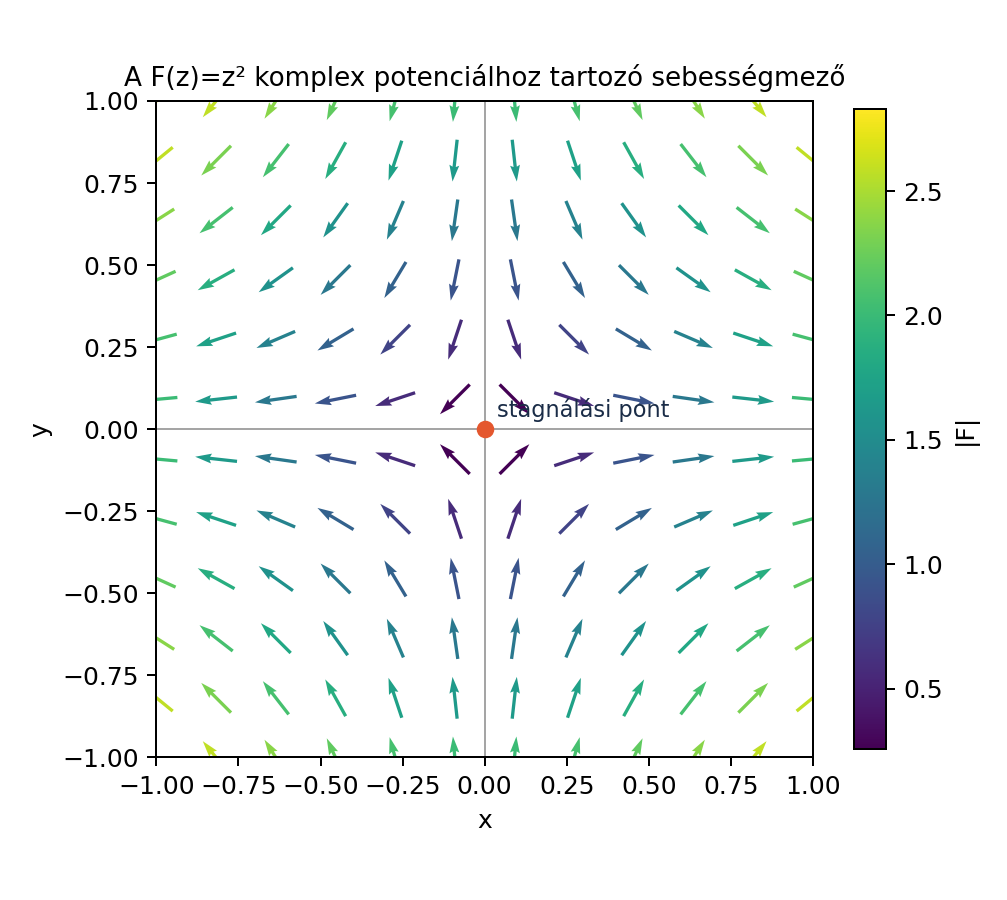 A F(z)=z² komplex potenciálhoz tartozó sebességmező
1.00
0.75
0.50
0.25
0.00
−0.25
−0.50
−0.75
−1.00
y
stagnálási pont
−1.00 −0.75 −0.50 −0.25 0.00 0.25 0.50 0.75 1.00
x
2.5
2.0
1.5
1.0
0.5
|F|